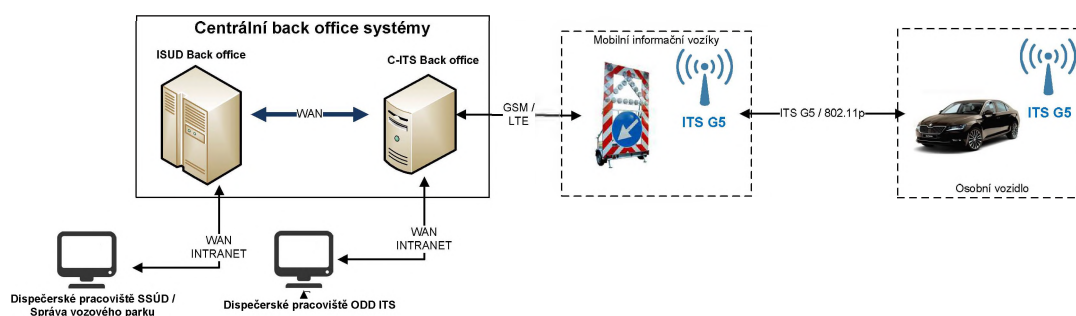 Centrální back office systémy
ISUD Back office
C-ITS Back office
WAN
GSM /
LTE
Mobilní informační vozíky
ITS G5
ITS G5 / 802.11p
ITS G5
Osobní vozidlo
WAN
INTRANET
WAN
INTRANET
Dispečerské pracoviště SSÚD /
Správa vozového parku
Dispečerské pracoviště ODD ITS